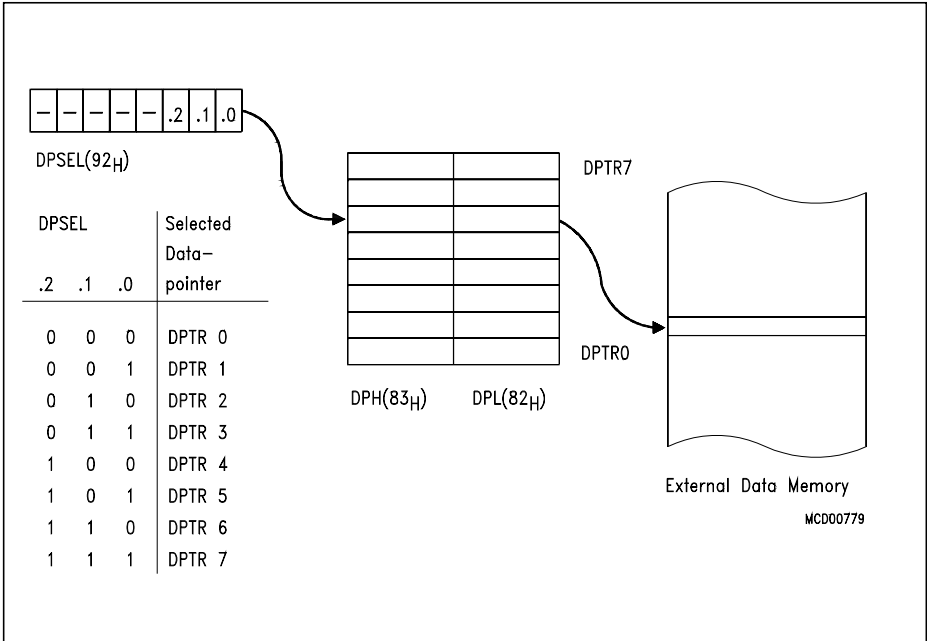 – – – – – .2 .1 .0
DPSEL(92H)
DPTR7
DPSEL Selected
Data–
.2 .1 .0 pointer
0 0 0 DPTR 0
0 0 1 DPTR 1
0 1 0 DPTR 2
0 1 1 DPTR 3
1 0 0 DPTR 4
1 0 1 DPTR 5
1 1 0 DPTR 6
1 1 1 DPTR 7
DPTR0
DPH(83H) DPL(82H)
External Data Memory
MCD00779